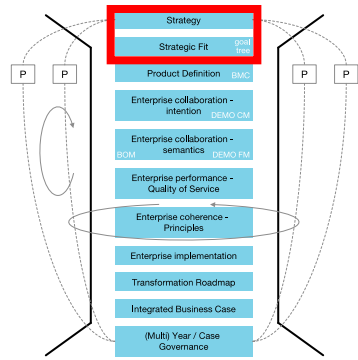 Strategy
Strategic Fit
goal
tree
P
P
P
P
Product Definition
BMC
Enterprise collaboration -
intention
DEMO CM
Enterprise collaboration -
semantics
BOM
DEMO FM
Enterprise performance -
Quality of Service
Enterprise coherence -
Principles
Enterprise implementation
Transformation Roadmap
Integrated Business Case
(Multi) Year / Case
Governance